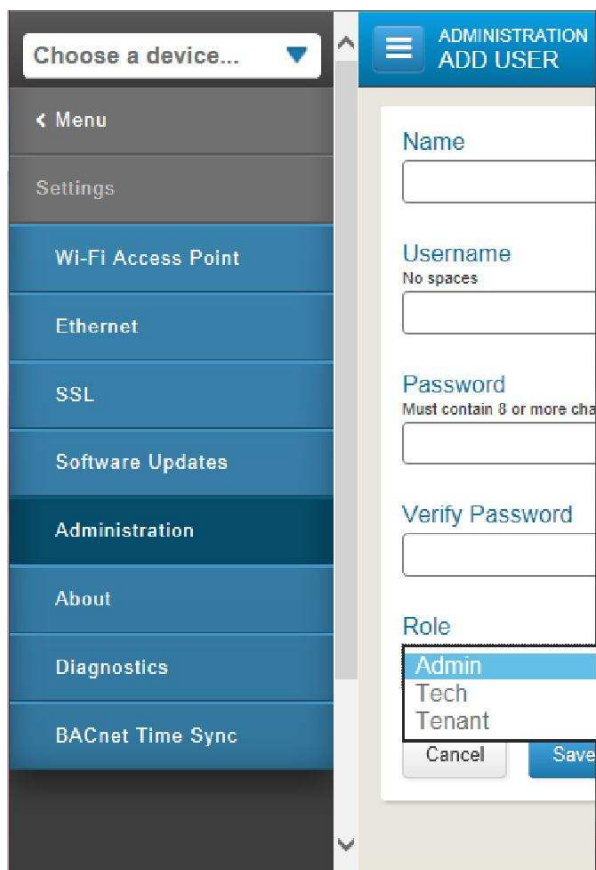 Choose a device...
Menu
Settings
Wi-Fi Access Point
Ethernet
SSL
Software Updates
Administration
About
Diagnostics
BACnet Time Sync
ADMINISTRATION
ADD USER
Name
Username
No spaces
Password
Must contain 8 or more cha
Verify Password
Role
Admin
Tech
Tenant
Cancel
Save